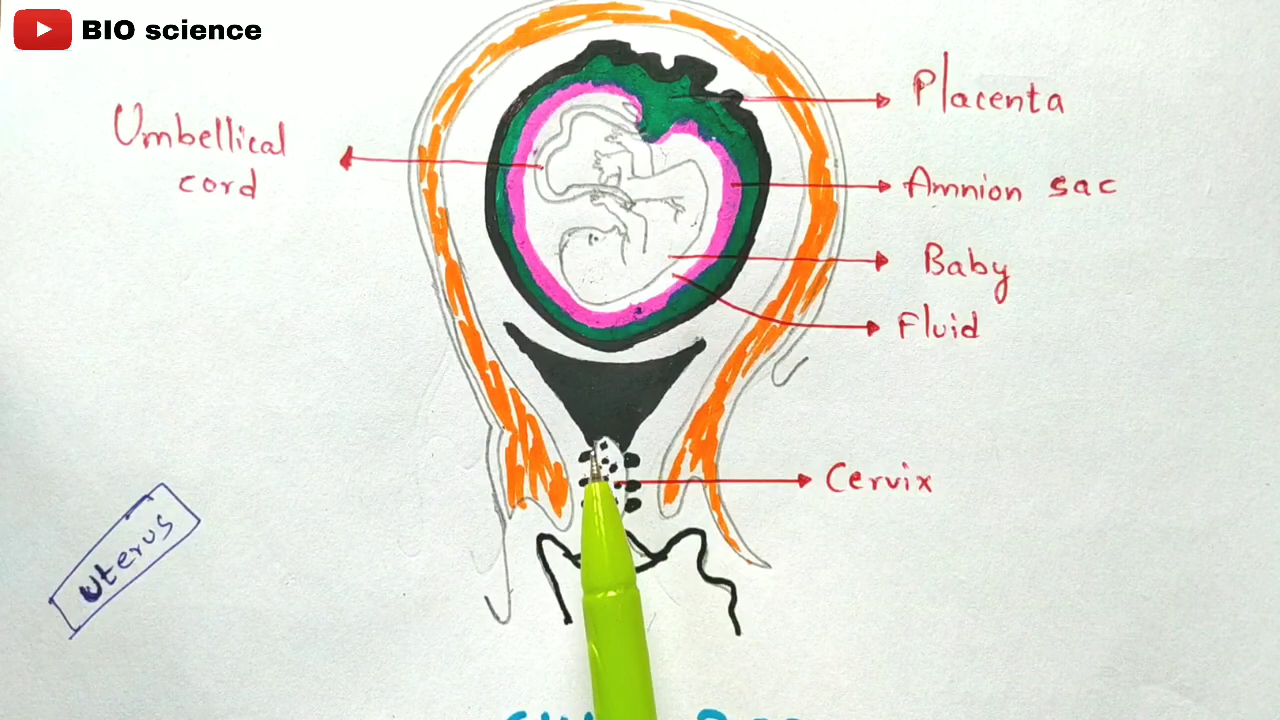 BIO science
Umbellical
cord
Placenta
Amnion sac
Baby
Fluid
Cervix
uterus